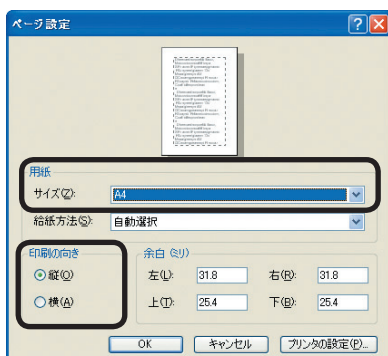 ページ設定
用紙
サイズ(Z): A4
給紙方法(S): 自動選択
印刷の向き
縦(O)
横(A)
余白 (ミリ)
左(L): 31.8 右(R): 31.8
上(T): 25.4 下(B): 25.4
OK キャンセル プリンタの設定(P)...